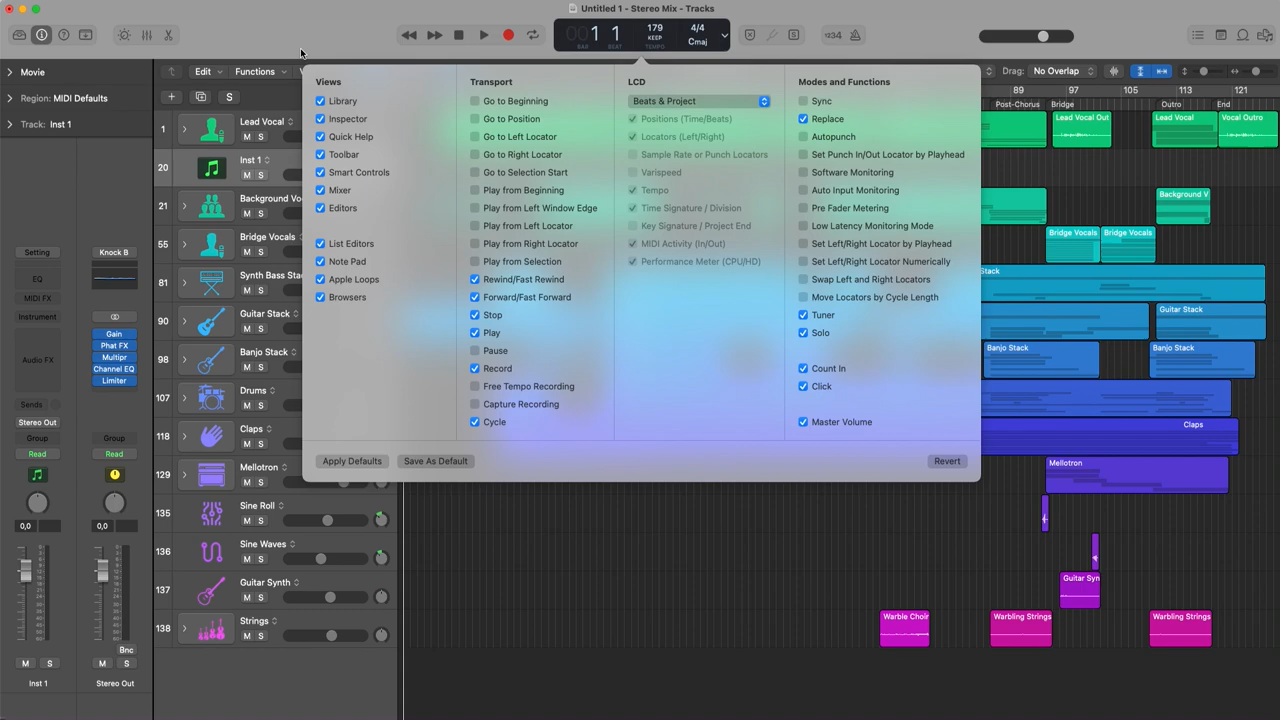 Untitled 1 - Stereo Mix - Tracks
001 1
BAR BEAT
179
KEEP
TEMPO
4/4
Cmaj
1234
Movie
Region: MIDI Defaults
Track: Inst 1
Edit Functions
Drag: No Overlap
89 97 105 113 121
Post-Chorus Bridge Outro End
Views
Library
Inspector
Quick Help
Toolbar
Smart Controls
Mixer
Editors
List Editors
Note Pad
Apple Loops
Browsers
Transport
Go to Beginning
Go to Position
Go to Left Locator
Go to Right Locator
Go to Selection Start
Play from Beginning
Play from Left Window Edge
Play from Left Locator
Play from Right Locator
Play from Selection
Rewind/Fast Rewind
Forward/Fast Forward
Stop
Play
Pause
Record
Free Tempo Recording
Capture Recording
Cycle
LCD
Beats & Project
Positions (Time/Beats)
Locators (Left/Right)
Sample Rate or Punch Locators
Varispeed
Tempo
Time Signature / Division
Key Signature / Project End
MIDI Activity (In/Out)
Performance Meter (CPU/HD)
Modes and Functions
Sync
Replace
Autopunch
Set Punch In/Out Locator by Playhead
Software Monitoring
Auto Input Monitoring
Pre Fader Metering
Low Latency Monitoring Mode
Set Left/Right Locator by Playhead
Set Left/Right Locator Numerically
Swap Left and Right Locators
Move Locators by Cycle Length
Tuner
Solo
Count In
Click
Master Volume
Apply Defaults
Save As Default
Revert
S
1 Lead Vocal
M S
20 Inst 1
M S
21 Background Voc
M S
55 Bridge Vocals
M S
81 Synth Bass Sta
M S
90 Guitar Stack
M S
98 Banjo Stack
M S
107 Drums
M S
118 Claps
M S
129 Mellotron
M S
135 Sine Roll
M S
136 Sine Waves
M S
137 Guitar Synth
M S
138 Strings
M S
Lead Vocal Out
Lead Vocal
Vocal Outro
Background V
Bridge Vocals
Bridge Vocals
Stack
Guitar Stack
Banjo Stack
Banjo Stack
Claps
Mellotron
Guitar Syn
Warble Choir
Warbling Strings
Warbling Strings
Setting
EQ
MIDI FX
Instrument
Audio FX
Sends
Stereo Out
Group
Read
0,0
M S
Inst 1
Knock B
Gain
Phat FX
Multipr
Channel EQ
Limiter
Group
Read
0,0
Bnc
M S
Stereo Out